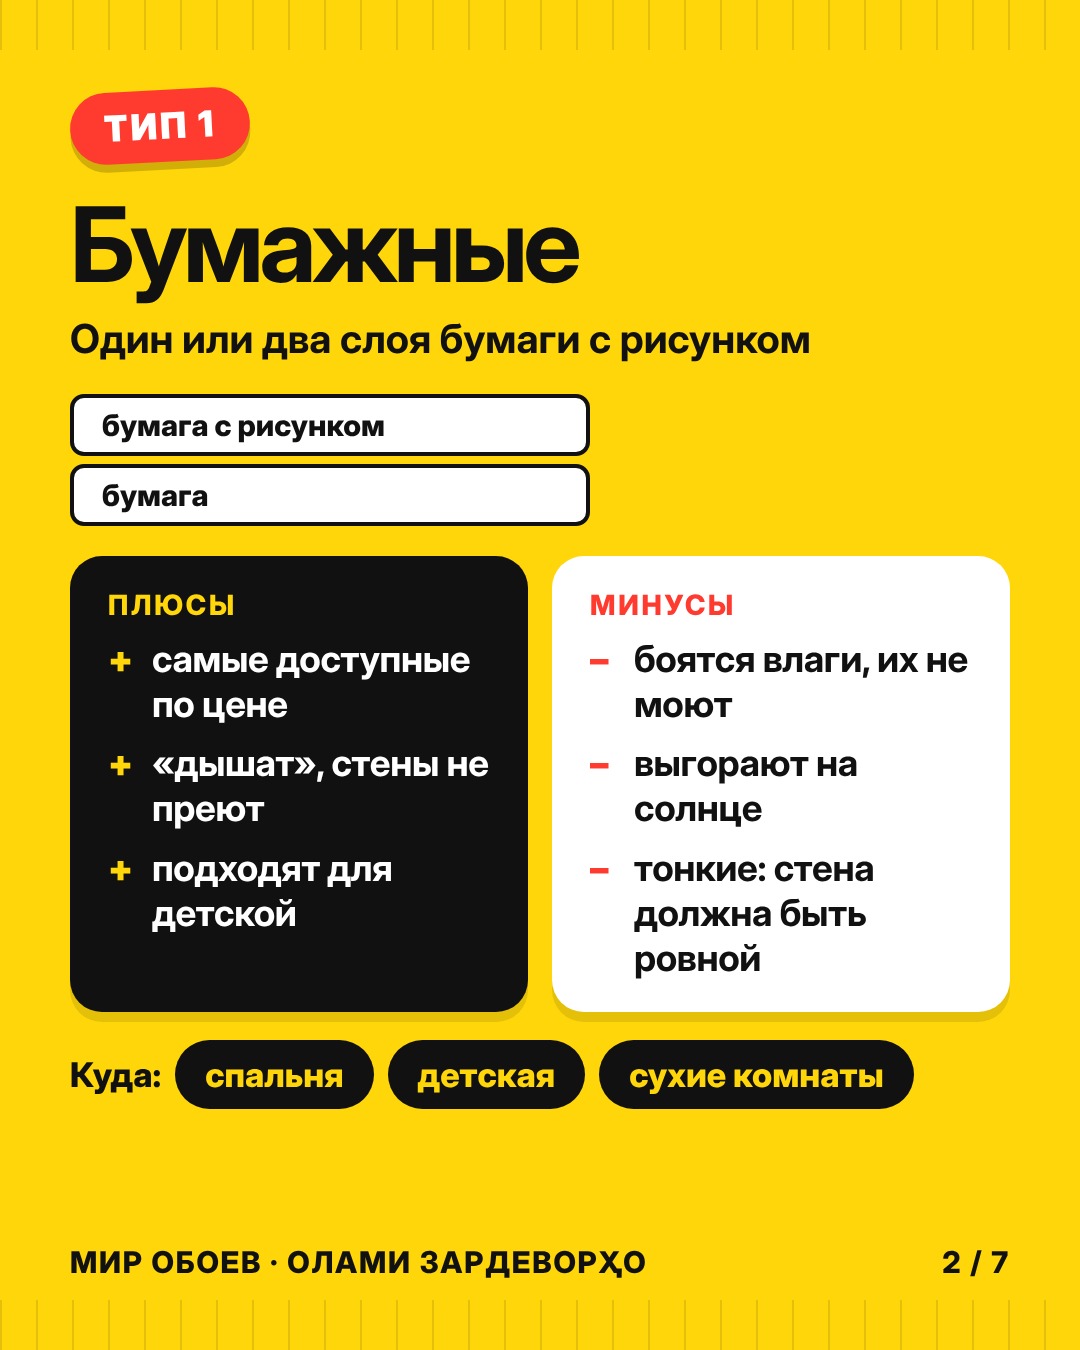 ТИП 1
Бумажные
Один или два слоя бумаги с рисунком
бумага с рисунком
бумага
ПЛЮСЫ
+ самые доступные
по цене
+ «дышат», стены не
преют
+ подходят для
детской
МИНУСЫ
– боятся влаги, их не
моют
– выгорают на
солнце
– тонкие: стена
должна быть
ровной
Куда: спальня детская сухие комнаты
МИР ОБОЕВ · ОЛАМИ ЗАРДЕВОРҲО 2 / 7